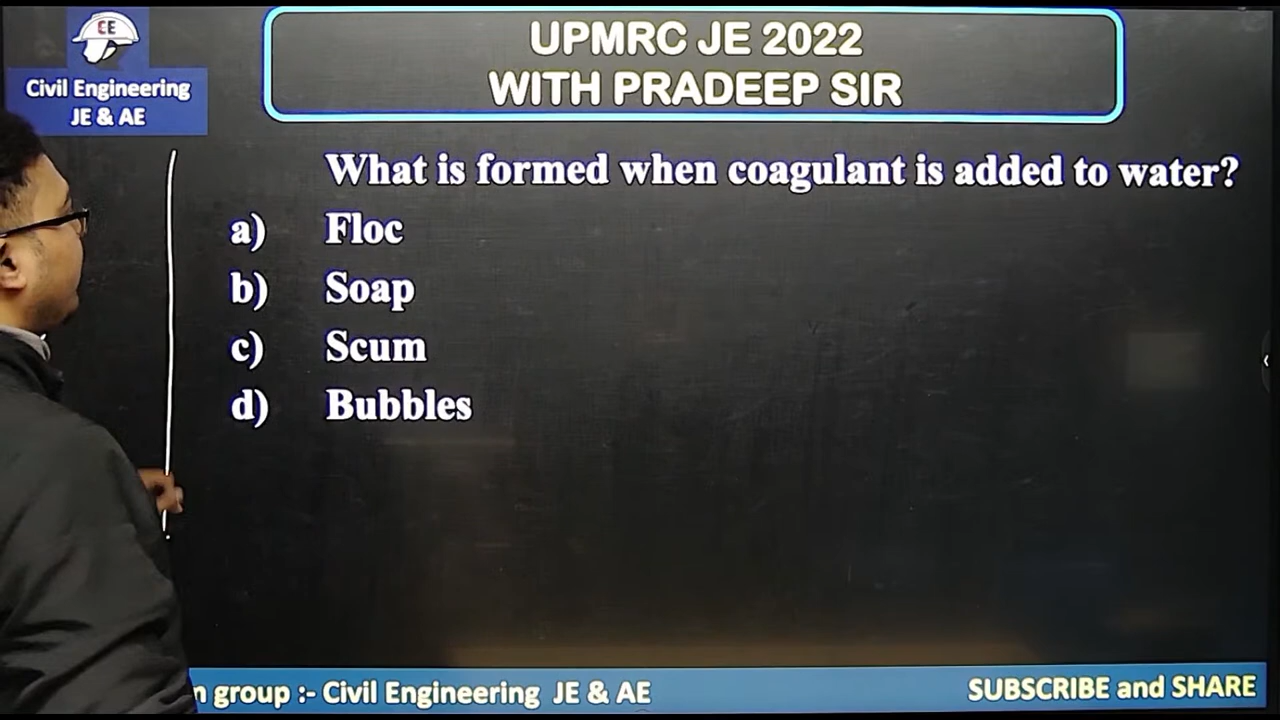 CE
Civil Engineering
JE & AE
UPMRC JE 2022
WITH PRADEEP SIR
What is formed when coagulant is added to water?
a) Floc
b) Soap
c) Scum
d) Bubbles
group :- Civil Engineering JE & AE
SUBSCRIBE and SHARE